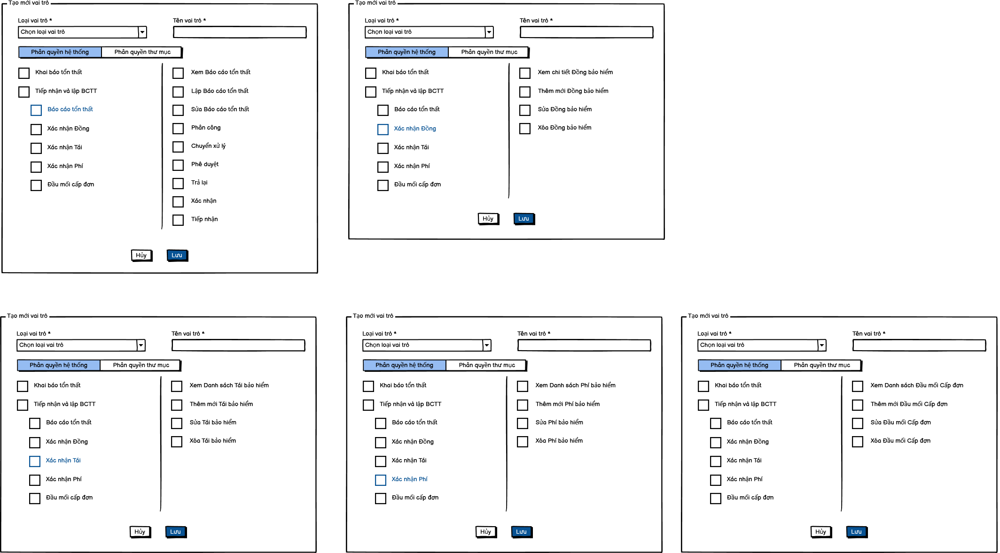 Tạo mới vai trò
Loại vai trò *
Tên vai trò *
Chọn loại vai trò
Phân quyền hệ thống
Phân quyền thư mục
Khai báo tổn thất
Tiếp nhận và lập BCTT
Báo cáo tổn thất
Xác nhận Đồng
Xác nhận Tái
Xác nhận Phí
Đầu mối cấp đơn
Xem Báo cáo tổn thất
Lập Báo cáo tổn thất
Sửa Báo cáo tổn thất
Phân công
Chuyển xử lý
Phê duyệt
Trả lại
Xác nhận
Tiếp nhận
Hủy
Lưu
Tạo mới vai trò
Loại vai trò *
Tên vai trò *
Chọn loại vai trò
Phân quyền hệ thống
Phân quyền thư mục
Khai báo tổn thất
Tiếp nhận và lập BCTT
Báo cáo tổn thất
Xác nhận Đồng
Xác nhận Tái
Xác nhận Phí
Đầu mối cấp đơn
Xem chi tiết Đồng bảo hiểm
Thêm mới Đồng bảo hiểm
Sửa Đồng bảo hiểm
Xóa Đồng bảo hiểm
Hủy
Lưu
Tạo mới vai trò
Loại vai trò *
Tên vai trò *
Chọn loại vai trò
Phân quyền hệ thống
Phân quyền thư mục
Khai báo tổn thất
Tiếp nhận và lập BCTT
Báo cáo tổn thất
Xác nhận Đồng
Xác nhận Tái
Xác nhận Phí
Đầu mối cấp đơn
Xem Danh sách Tái bảo hiểm
Thêm mới Tái bảo hiểm
Sửa Tái bảo hiểm
Xóa Tái bảo hiểm
Hủy
Lưu
Tạo mới vai trò
Loại vai trò *
Tên vai trò *
Chọn loại vai trò
Phân quyền hệ thống
Phân quyền thư mục
Khai báo tổn thất
Tiếp nhận và lập BCTT
Báo cáo tổn thất
Xác nhận Đồng
Xác nhận Tái
Xác nhận Phí
Đầu mối cấp đơn
Xem Danh sách Phí bảo hiểm
Thêm mới Phí bảo hiểm
Sửa Phí bảo hiểm
Xóa Phí bảo hiểm
Hủy
Lưu
Tạo mới vai trò
Loại vai trò *
Tên vai trò *
Chọn loại vai trò
Phân quyền hệ thống
Phân quyền thư mục
Khai báo tổn thất
Tiếp nhận và lập BCTT
Báo cáo tổn thất
Xác nhận Đồng
Xác nhận Tái
Xác nhận Phí
Đầu mối cấp đơn
Xem Danh sách Đầu mối Cấp đơn
Thêm mới Đầu mối Cấp đơn
Sửa Đầu mối Cấp đơn
Xóa Đầu mối Cấp đơn
Hủy
Lưu